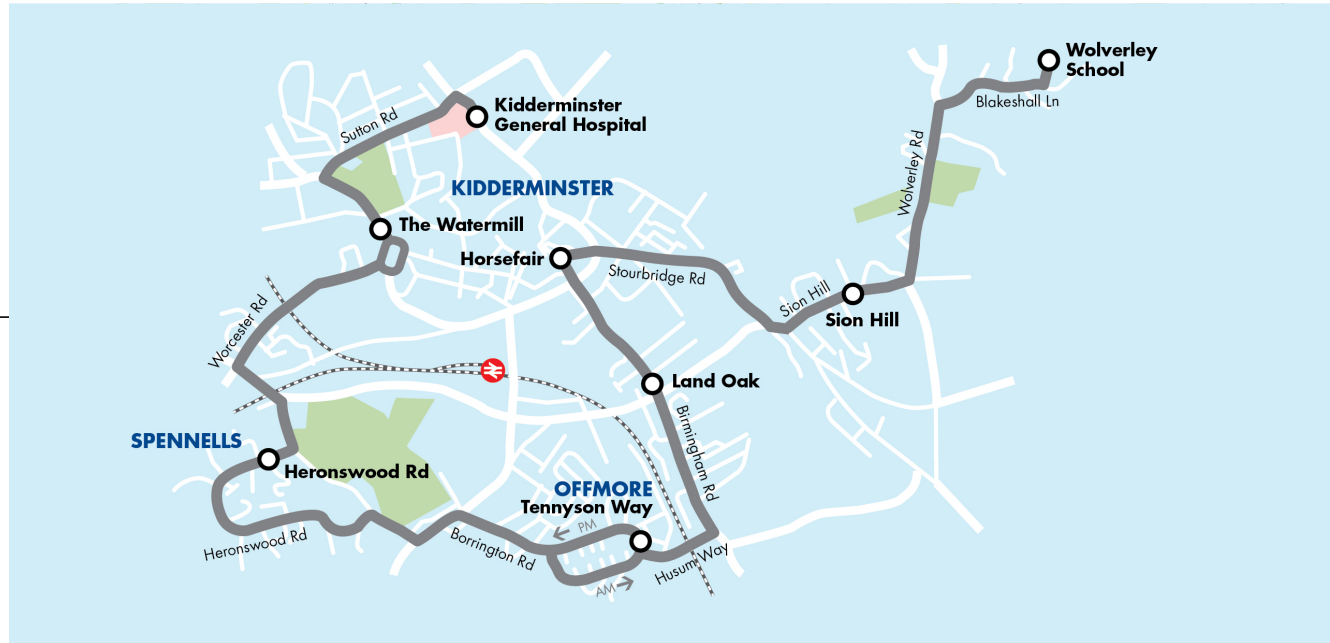 Wolverley
School
Blakeshall Ln
Kidderminster
General Hospital
Sutton Rd
Wolverley Rd
KIDDERMINSTER
The Watermill
Horsefair
Stourbridge Rd
Sion Hill
Sion Hill
Worcester Rd
Land Oak
Birmingham Rd
SPENNELLS
Heronswood Rd
OFFMORE
Tennyson Way
PM
Heronswood Rd
Borrington Rd
Husum Way
AM